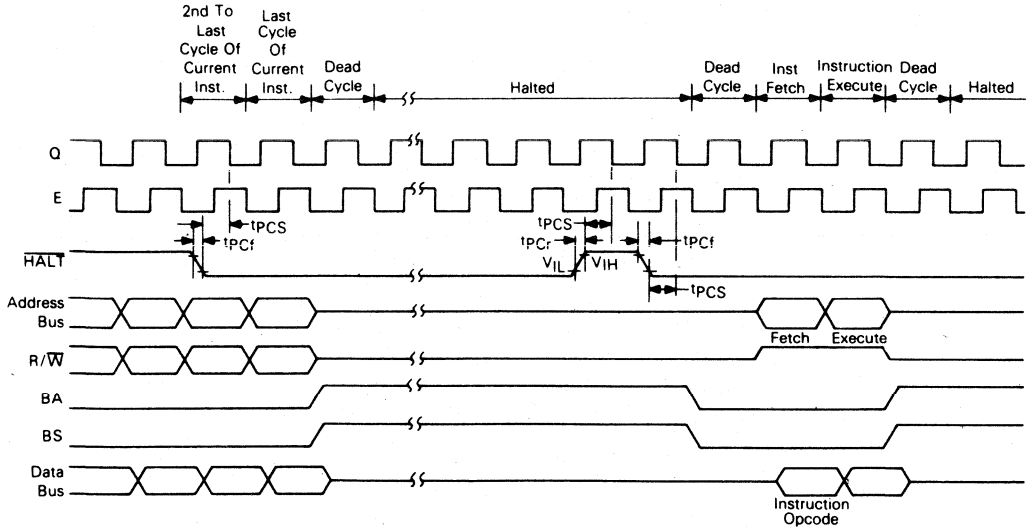 2nd To
Last
Cycle Of
Current
Inst.
Last
Cycle
Of
Current
Inst.
Dead
Cycle
Halted
Dead
Cycle
Inst
Fetch
Instruction
Execute
Dead
Cycle
Halted
Q
E
tPCS
tPCf
HALT
tPCS
tPCr
VIL
VIH
tPCf
tPCS
Address
Bus
Fetch
Execute
R/W
BA
BS
Data
Bus
Instruction
Opcode